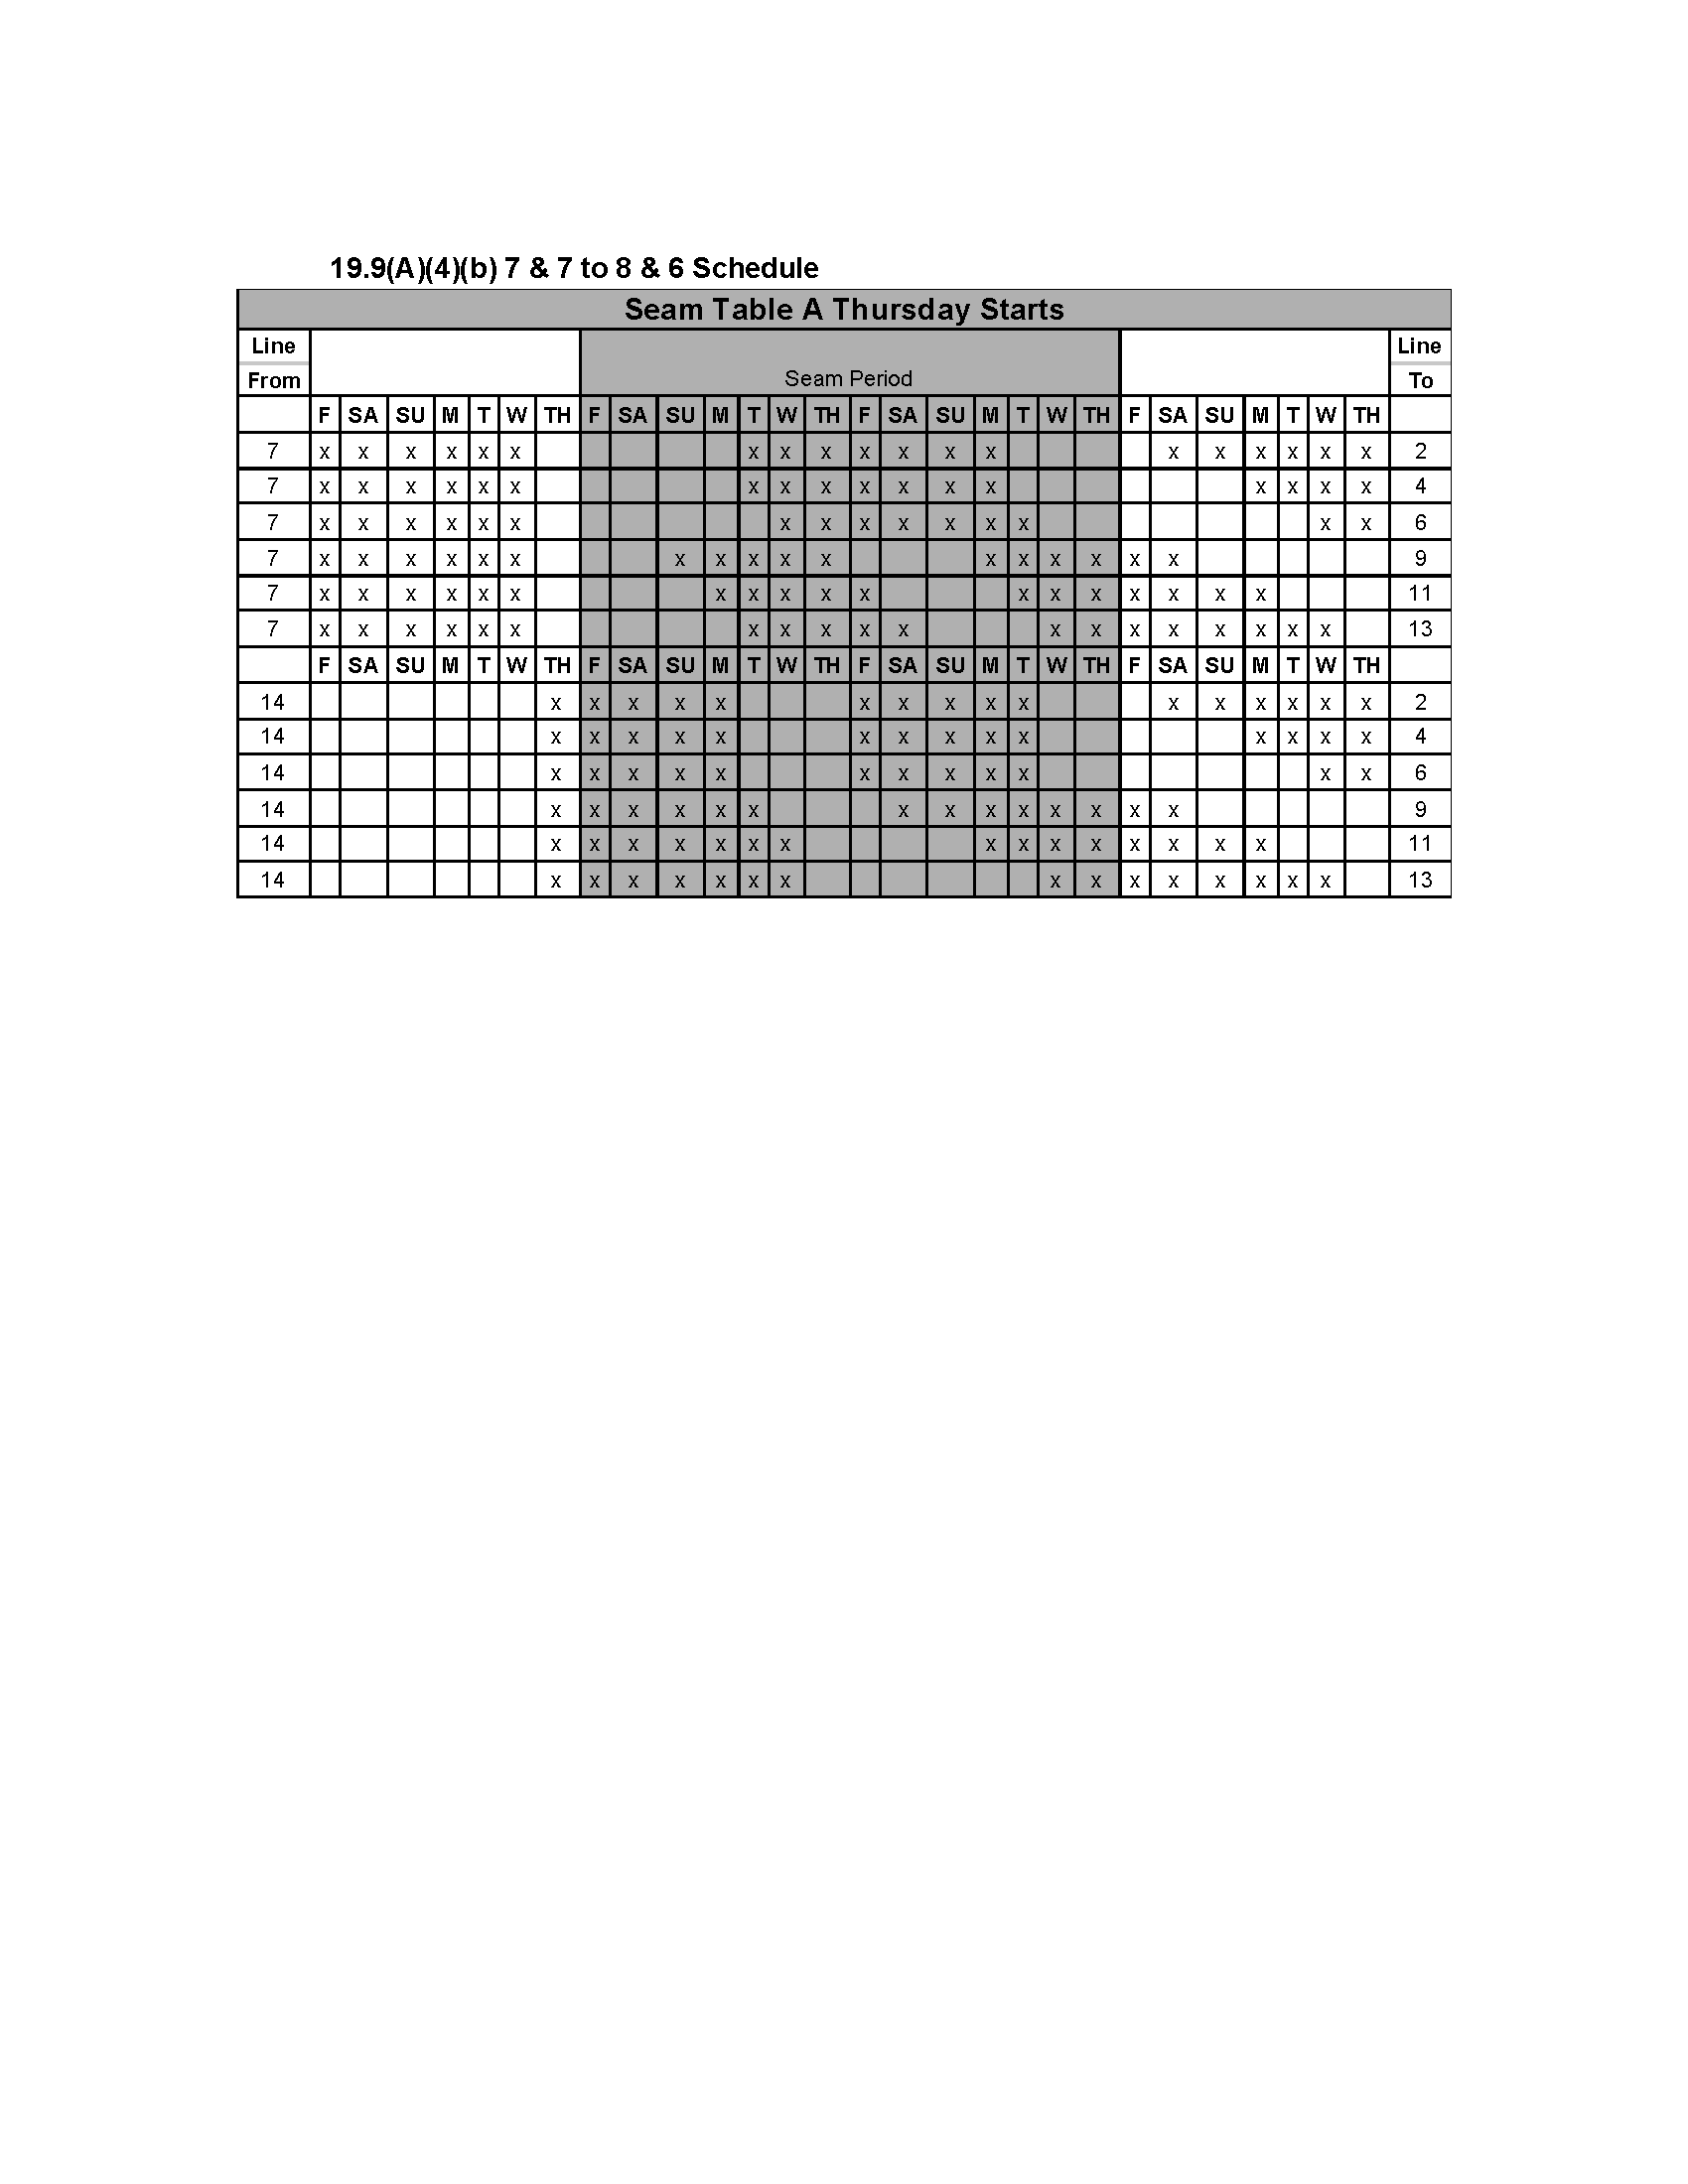 19.9(A)(4)(b) 7 & 7 to 8 & 6 Schedule
Seam Table A Thursday Starts
Line Line
From Seam Period To
F SA SU M T W TH F SA SU M T W TH F SA SU M T W TH F SA SU M T W TH
7 x x x x x x x x x x x x x x x x x x x 2
7 x x x x x x x x x x x x x x x x x 4
7 x x x x x x x x x x x x x x x 6
7 x x x x x x x x x x x x x x x x x 9
7 x x x x x x x x x x x x x x x x x x 11
7 x x x x x x x x x x x x x x x x x x x 13
F SA SU M T W TH F SA SU M T W TH F SA SU M T W TH F SA SU M T W TH
14 x x x x x x x x x x x x x x x x 2
14 x x x x x x x x x x x x x x 4
14 x x x x x x x x x x x x 6
14 x x x x x x x x x x x x x x 9
14 x x x x x x x x x x x x x x x 11
14 x x x x x x x x x x x x x x x 13